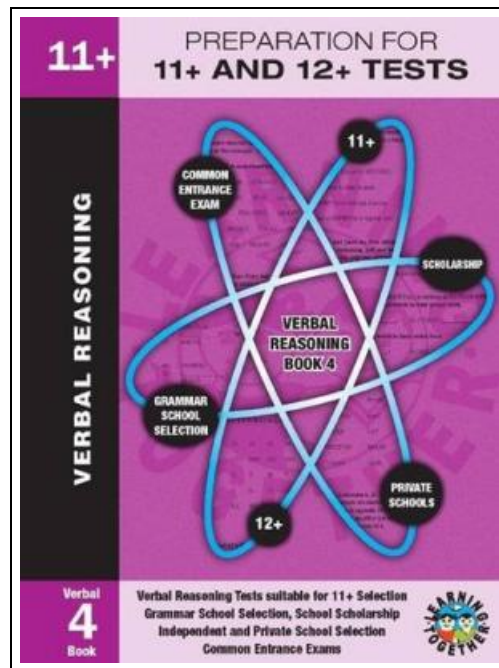 11+
PREPARATION FOR
11+ AND 12+ TESTS
VERBAL REASONING
11+
COMMON
ENTRANCE
EXAM
SCHOLARSHIP
VERBAL
REASONING
BOOK 4
GRAMMAR
SCHOOL
SELECTION
PRIVATE
SCHOOLS
12+
Verbal
4
Book
Verbal Reasoning Tests suitable for 11+ Selection
Grammar School Selection, School Scholarship
Independent and Private School Selection
Common Entrance Exams
LEARNING
TOGETHER